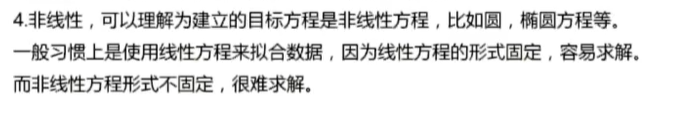 4.非线性，可以理解为建立的目标方程是非线性方程，比如圆，椭圆方程等。
一般习惯上是使用线性方程来拟合数据，因为线性方程的形式固定，容易求解。
而非线性方程形式不固定，很难求解。